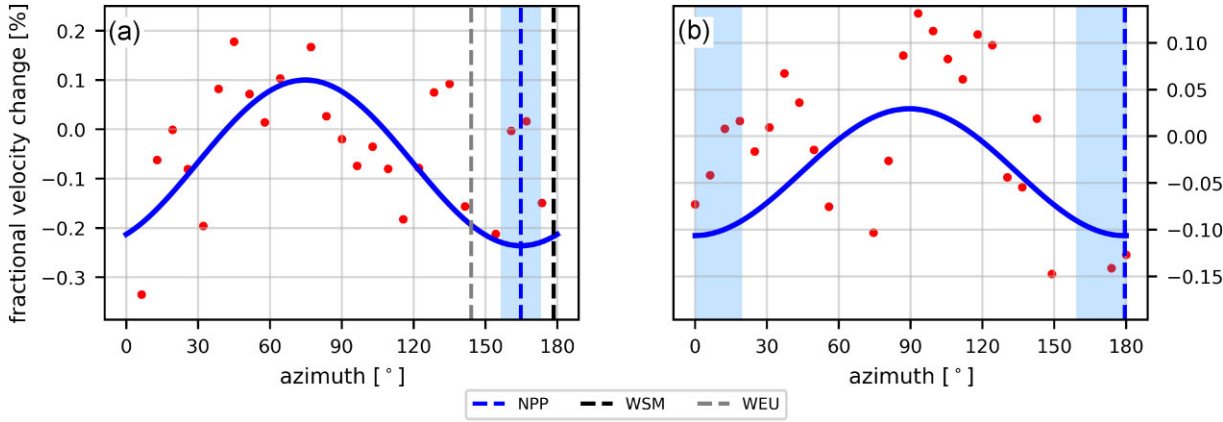 fractional velocity change [%]
(a)
0.2
0.1
0.0
−0.1
−0.2
−0.3
0 30 60 90 120 150 180
azimuth [°]
(b)
0.10
0.05
0.00
−0.05
−0.10
−0.15
0 30 60 90 120 150 180
azimuth [°]
NPP WSM WEU